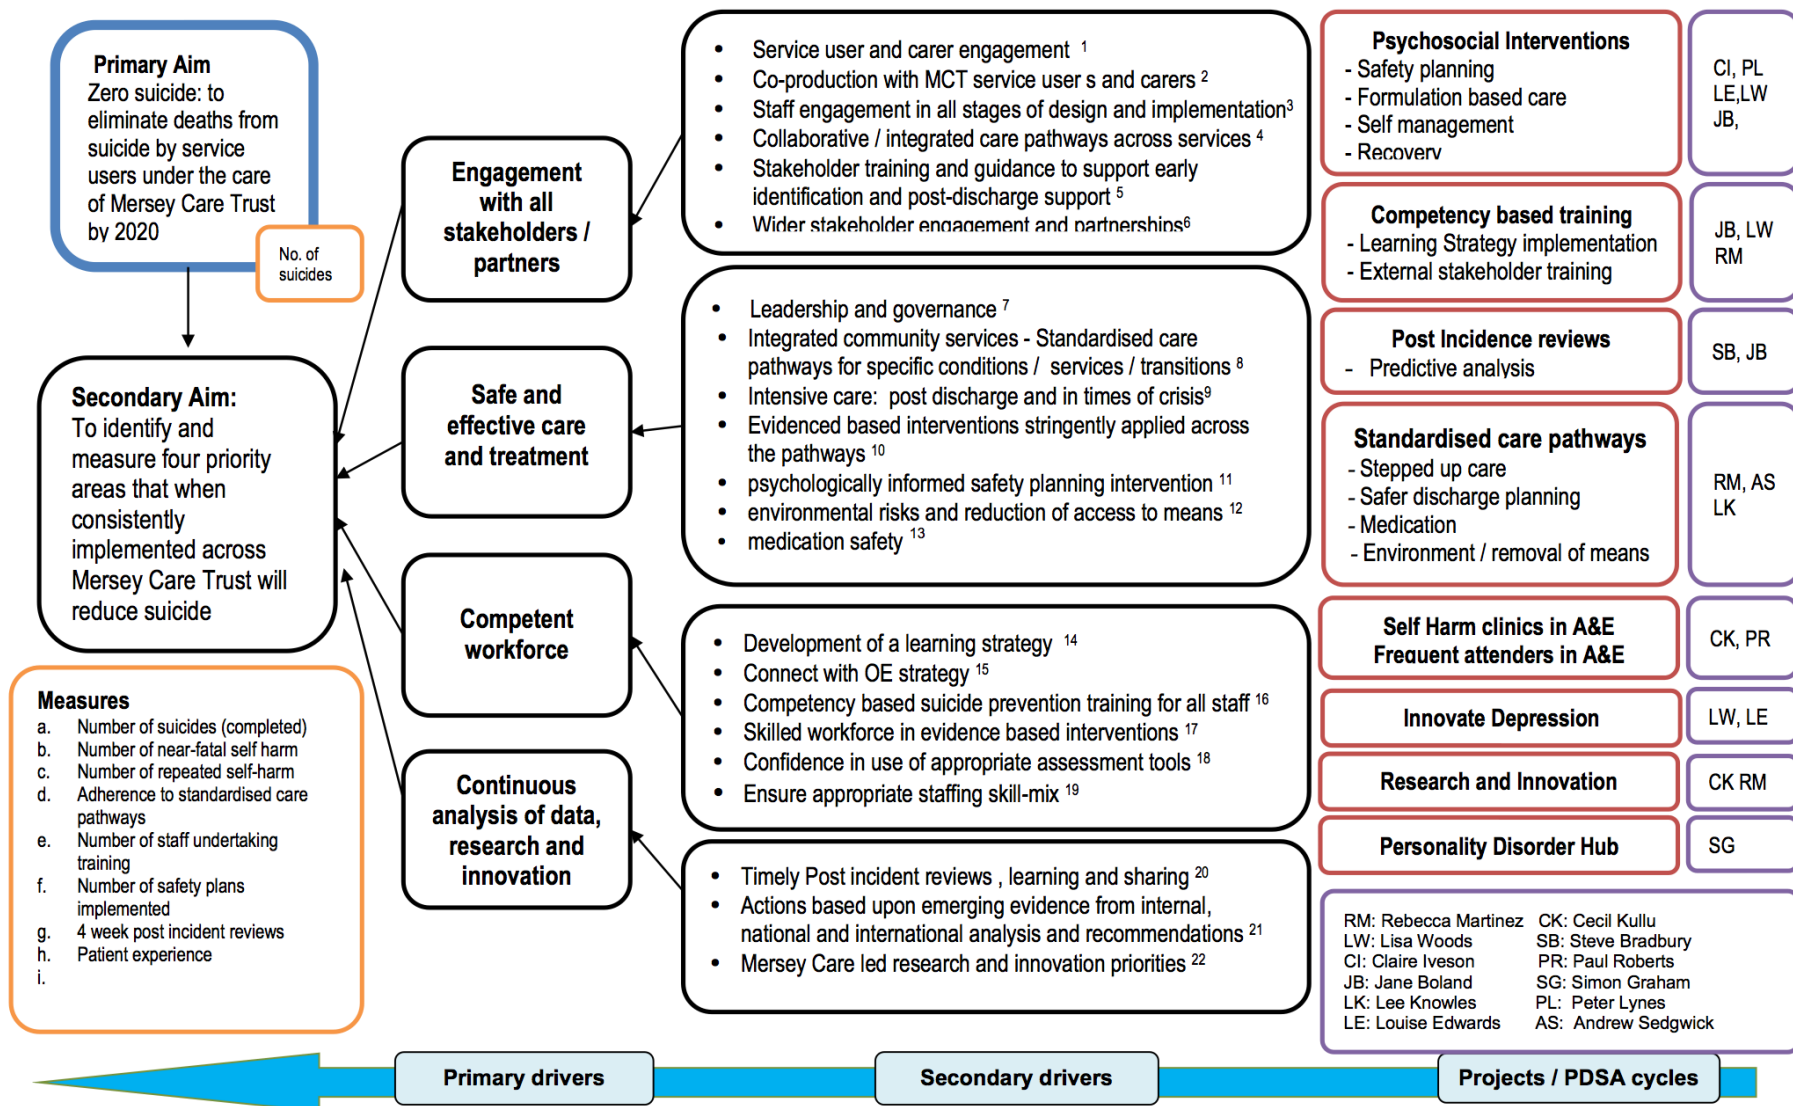 Primary Aim
Zero suicide: to
eliminate deaths from
suicide by service
users under the care
of Mersey Care Trust
by 2020
No. of
suicides
Secondary Aim:
To identify and
measure four priority
areas that when
consistently
implemented across
Mersey Care Trust will
reduce suicide
Measures
a. Number of suicides (completed)
b. Number of near-fatal self harm
c. Number of repeated self-harm
d. Adherence to standardised care
pathways
e. Number of staff undertaking
training
f. Number of safety plans
implemented
g. 4 week post incident reviews
h. Patient experience
i.
Engagement
with all
stakeholders /
partners
Safe and
effective care
and treatment
Competent
workforce
Continuous
analysis of data,
research and
innovation
• Service user and carer engagement 1
• Co-production with MCT service user s and carers 2
• Staff engagement in all stages of design and implementation3
• Collaborative / integrated care pathways across services 4
• Stakeholder training and guidance to support early
identification and post-discharge support 5
• Wider stakeholder engagement and partnerships6
• Leadership and governance 7
• Integrated community services - Standardised care
pathways for specific conditions / services / transitions 8
• Intensive care: post discharge and in times of crisis9
• Evidenced based interventions stringently applied across
the pathways 10
• psychologically informed safety planning intervention 11
• environmental risks and reduction of access to means 12
• medication safety 13
• Development of a learning strategy 14
• Connect with OE strategy 15
• Competency based suicide prevention training for all staff 16
• Skilled workforce in evidence based interventions 17
• Confidence in use of appropriate assessment tools 18
• Ensure appropriate staffing skill-mix 19
• Timely Post incident reviews , learning and sharing 20
• Actions based upon emerging evidence from internal,
national and international analysis and recommendations 21
• Mersey Care led research and innovation priorities 22
Psychosocial Interventions
- Safety planning
- Formulation based care
- Self management
- Recovery
CI, PL
LE,LW
JB,
Competency based training
- Learning Strategy implementation
- External stakeholder training
JB, LW
RM
Post Incidence reviews
- Predictive analysis
SB, JB
Standardised care pathways
- Stepped up care
- Safer discharge planning
- Medication
- Environment / removal of means
RM, AS
LK
Self Harm clinics in A&E
Frequent attenders in A&E
CK, PR
Innovate Depression
LW, LE
Research and Innovation
CK RM
Personality Disorder Hub
SG
RM: Rebecca Martinez CK: Cecil Kullu
LW: Lisa Woods SB: Steve Bradbury
CI: Claire Iveson PR: Paul Roberts
JB: Jane Boland SG: Simon Graham
LK: Lee Knowles PL: Peter Lynes
LE: Louise Edwards AS: Andrew Sedgwick
Primary drivers
Secondary drivers
Projects / PDSA cycles